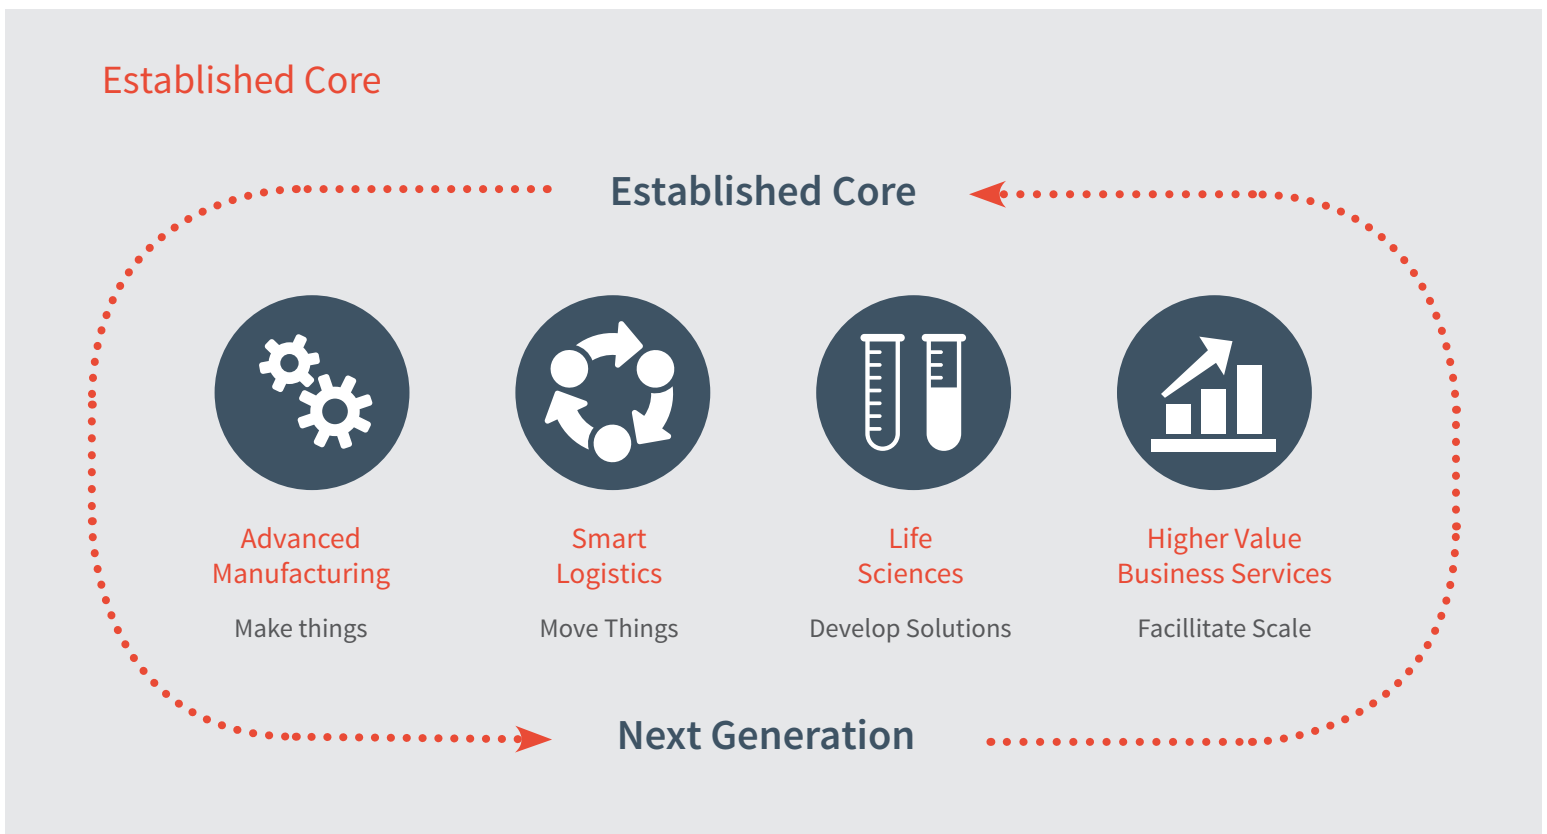 Established Core
Established Core
Advanced
Manufacturing
Make things
Smart
Logistics
Move Things
Life
Sciences
Develop Solutions
Higher Value
Business Services
Facillitate Scale
Next Generation